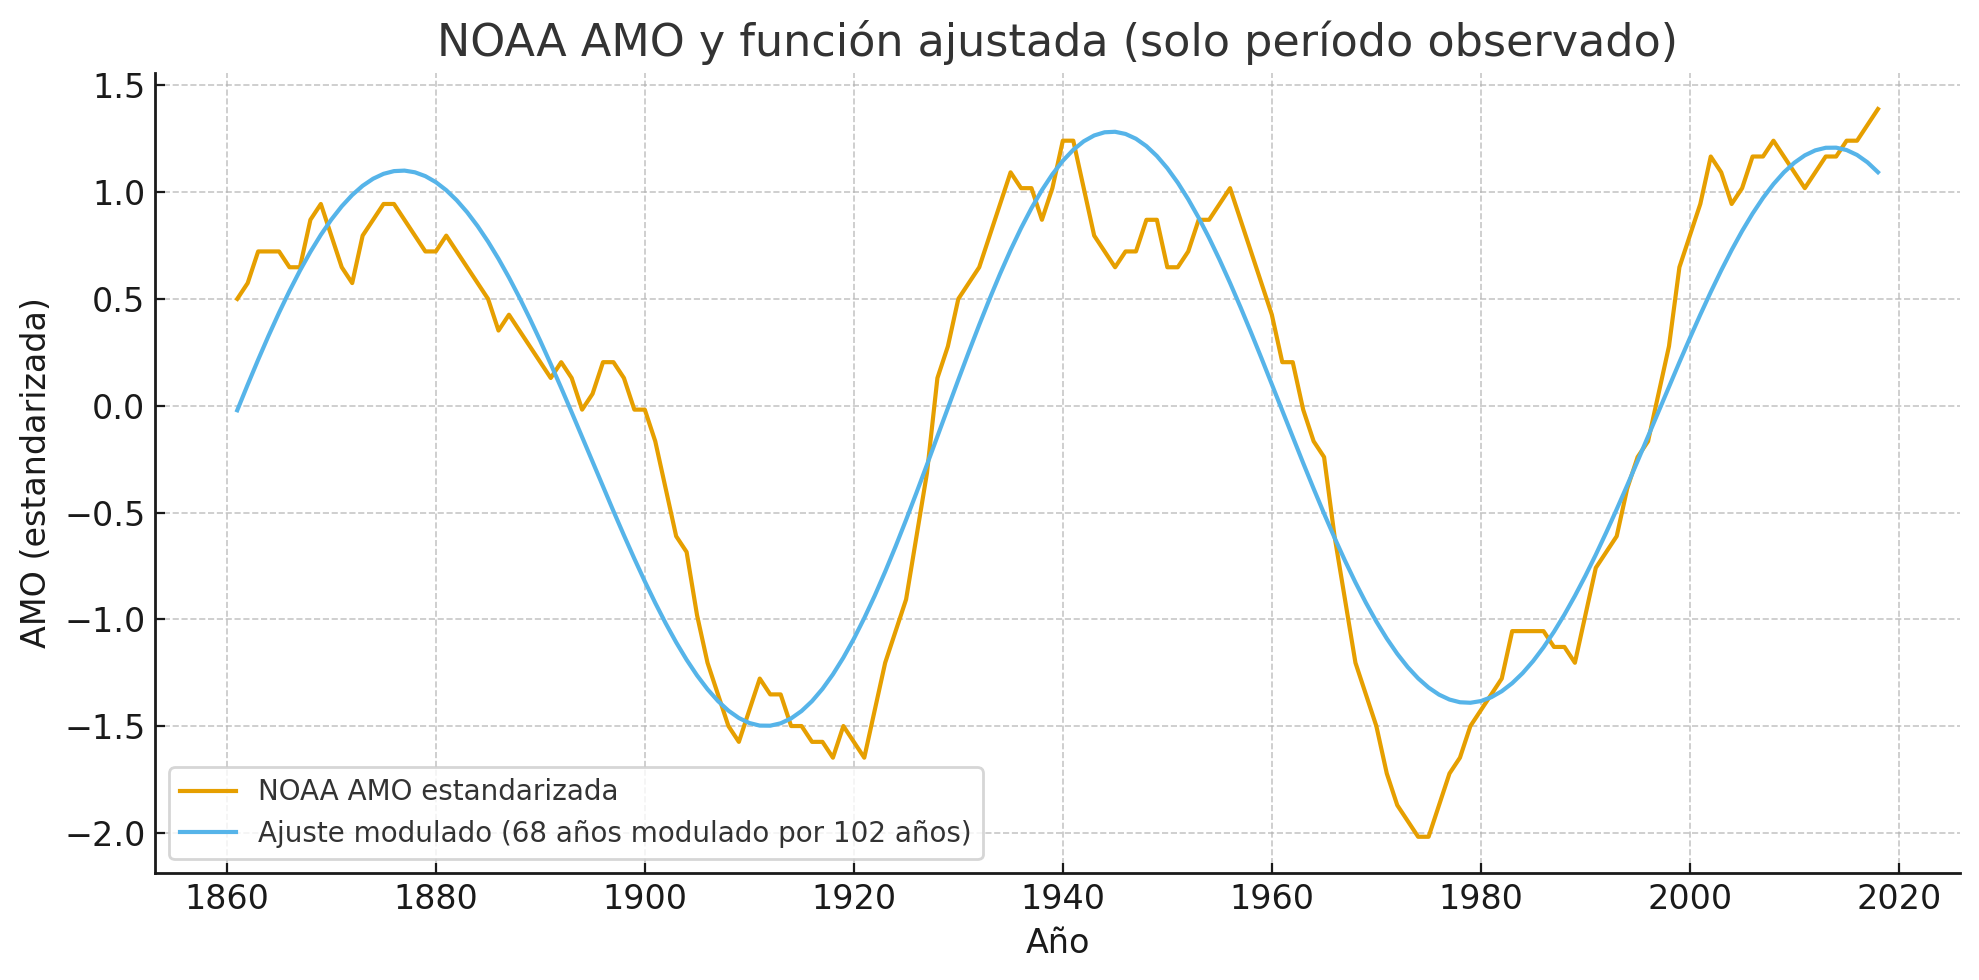 NOAA AMO y función ajustada (solo período observado)
AMO (estandarizada)
1.5
1.0
0.5
0.0
−0.5
−1.0
−1.5
−2.0
NOAA AMO estandarizada
Ajuste modulado (68 años modulado por 102 años)
1860 1880 1900 1920 1940 1960 1980 2000 2020
Año